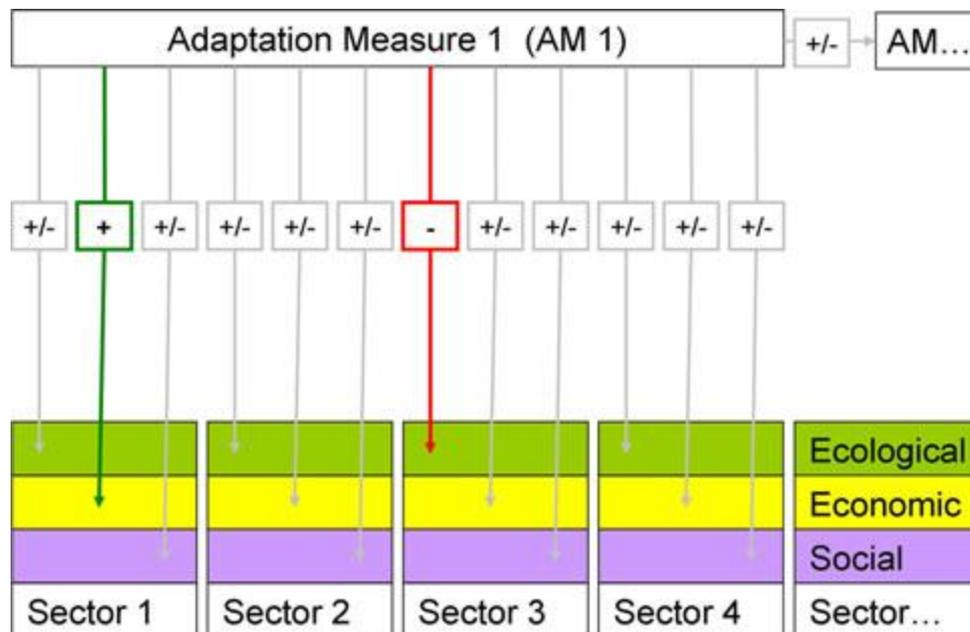 Adaptation Measure 1 (AM 1)
+/-
AM...
+/-
+
+/-
+/-
+/-
+/-
-
+/-
+/-
+/-
+/-
+/-
Ecological
Economic
Social
Sector 1
Sector 2
Sector 3
Sector 4
Sector...